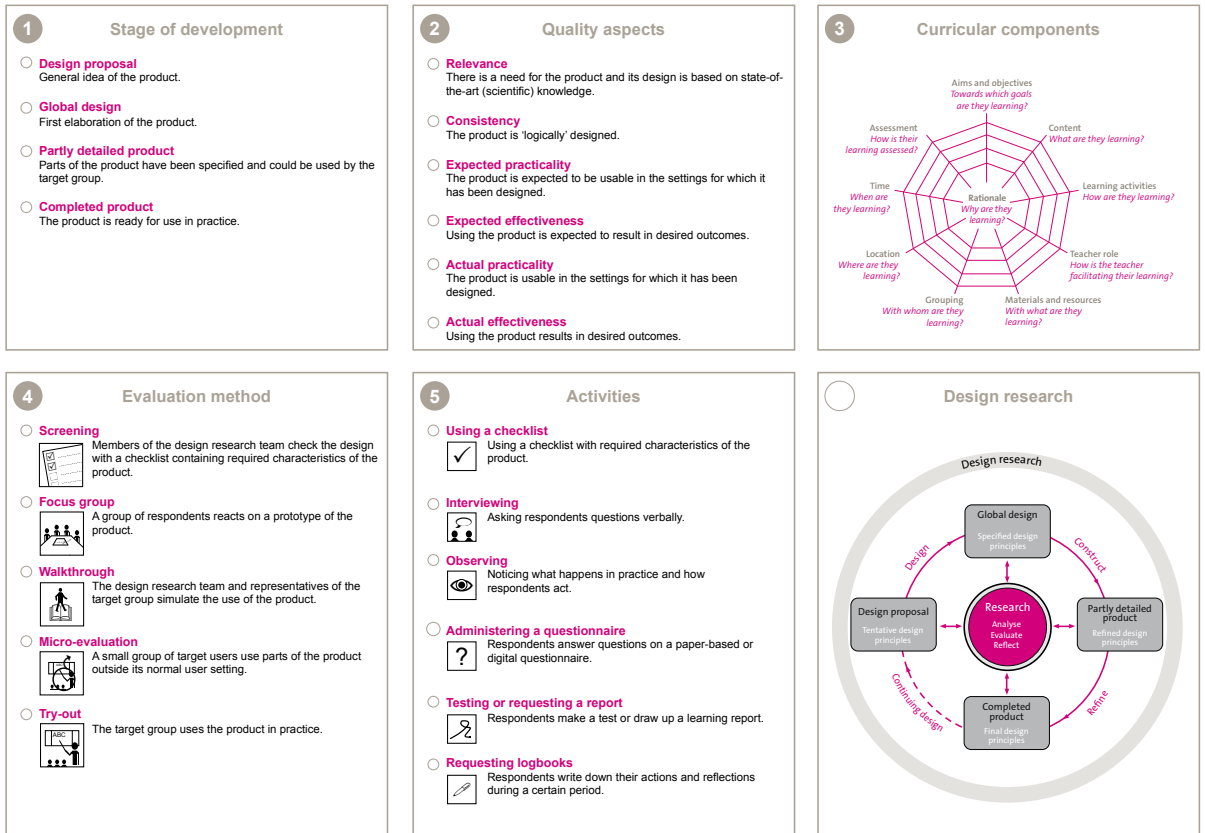 1
Stage of development
Design proposal
General idea of the product.
Global design
First elaboration of the product.
Partly detailed product
Parts of the product have been specified and could be used by the
target group.
Completed product
The product is ready for use in practice.
2
Quality aspects
Relevance
There is a need for the product and its design is based on state-of-
the-art (scientific) knowledge.
Consistency
The product is ‘logically’ designed.
Expected practicality
The product is expected to be usable in the settings for which it
has been designed.
Expected effectiveness
Using the product is expected to result in desired outcomes.
Actual practicality
The product is usable in the settings for which it has been
designed.
Actual effectiveness
Using the product results in desired outcomes.
3
Curricular components
Aims and objectives
Towards which goals
are they learning?
Assessment
How is their
learning assessed?
Content
What are they learning?
Time
When are
they learning?
Rationale
Why are they
learning?
Learning activities
How are they learning?
Location
Where are they
learning?
Teacher role
How is the teacher
facilitating their learning?
Grouping
With whom are they
learning?
Materials and resources
With what are they
learning?
4
Evaluation method
Screening
Members of the design research team check the design
with a checklist containing required characteristics of the
product.
Focus group
A group of respondents reacts on a prototype of the
product.
Walkthrough
The design research team and representatives of the
target group simulate the use of the product.
Micro-evaluation
A small group of target users use parts of the product
outside its normal user setting.
Try-out
ABC
The target group uses the product in practice.
5
Activities
Using a checklist
Using a checklist with required characteristics of the
product.
Interviewing
Asking respondents questions verbally.
Observing
Noticing what happens in practice and how
respondents act.
Administering a questionnaire
?
Respondents answer questions on a paper-based or
digital questionnaire.
Testing or requesting a report
Respondents make a test or draw up a learning report.
Requesting logbooks
Respondents write down their actions and reflections
during a certain period.
Design research
Design research
Global design
Specified design
principles
Design
Construct
Design proposal
Tentative design
principles
Research
Analyse
Evaluate
Reflect
Partly detailed
product
Refined design
principles
Continuing design
Refine
Completed
product
Final design
principles